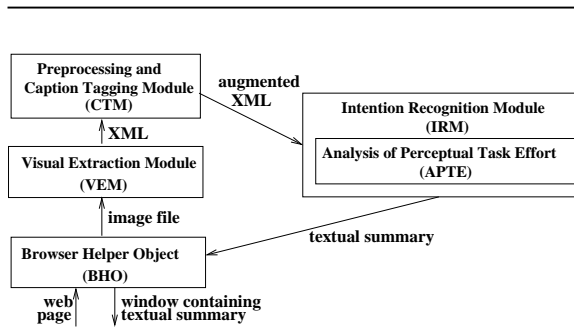 Preprocessing and
Caption Tagging Module
(CTM)
augmented
XML
Intention Recognition Module
(IRM)
Analysis of Perceptual Task Effort
(APTE)
XML
Visual Extraction Module
(VEM)
image file
textual summary
Browser Helper Object
(BHO)
web
page
window containing
textual summary